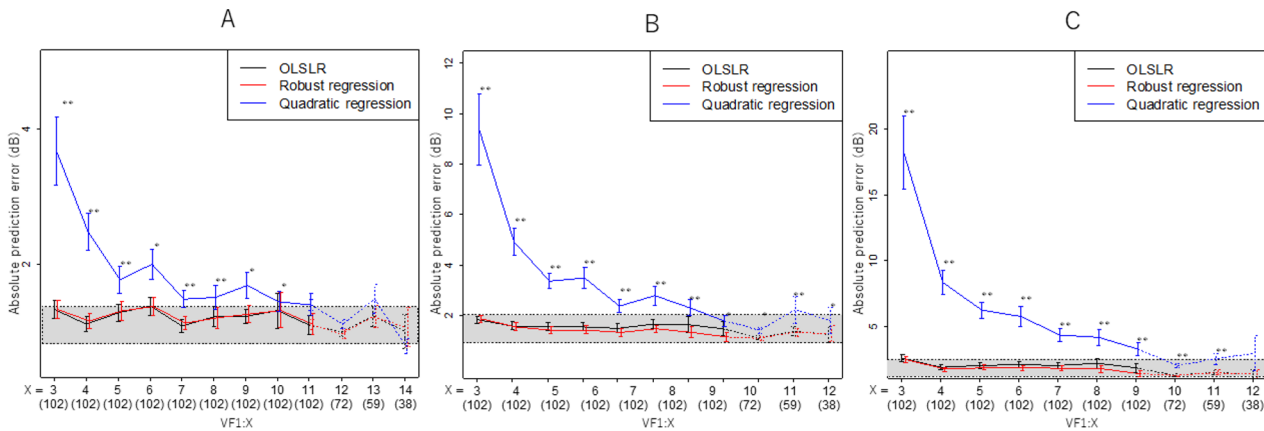 A
OLSLR
Robust regression
Quadratic regression
Absolute prediction error (dB)
4
2
**
**
**
*
**
**
*
*
X = 3 4 5 6 7 8 9 10 11 12 13 14
(102) (102) (102) (102) (102) (102) (102) (102) (102) (72) (59) (38)
VF1:X
B
OLSLR
Robust regression
Quadratic regression
Absolute prediction error (dB)
12
10
8
6
4
2
**
**
**
**
**
**
**
*
*
**
*
X = 3 4 5 6 7 8 9 10 11 12
(102) (102) (102) (102) (102) (102) (102) (72) (59) (38)
VF1:X
C
OLSLR
Robust regression
Quadratic regression
Absolute prediction error (dB)
20
15
10
5
**
**
**
**
**
**
**
**
**
X = 3 4 5 6 7 8 9 10 11 12
(102) (102) (102) (102) (102) (102) (102) (72) (59) (38)
VF1:X